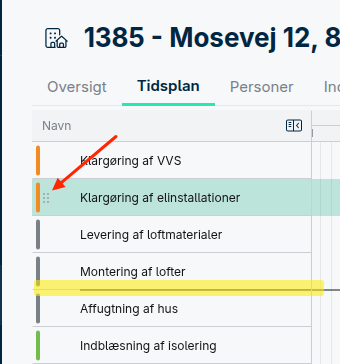 1385 - Mosevej 12, 8
Oversigt Tidsplan Personer
Navn
Klargøring af VVS
Klargøring af elinstallationer
Levering af loftmaterialer
Montering af lofter
Affugtning af hus
Indblæsning af isolering